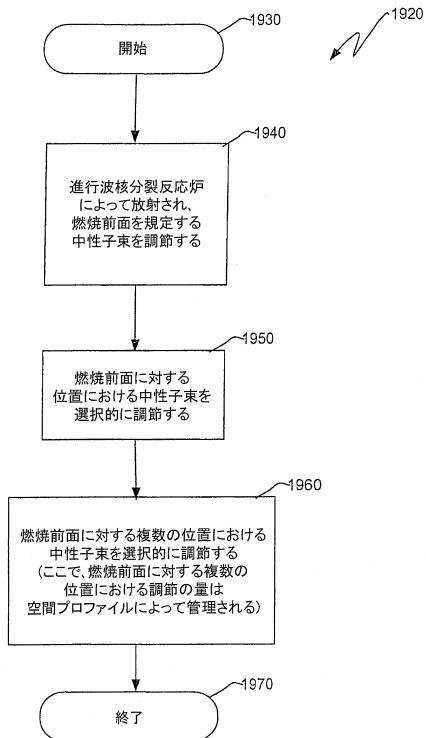 1930
1920
開始
1940
進行波核分裂反応炉
によって放射され、
燃焼前面を規定する
中性子束を調節する
1950
燃焼前面に対する
位置における中性子束を
選択的に調節する
1960
燃焼前面に対する複数の位置における
中性子束を選択的に調節する
(ここで、燃焼前面に対する複数の
位置における調節の量は
空間プロファイルによって管理される)
1970
終了